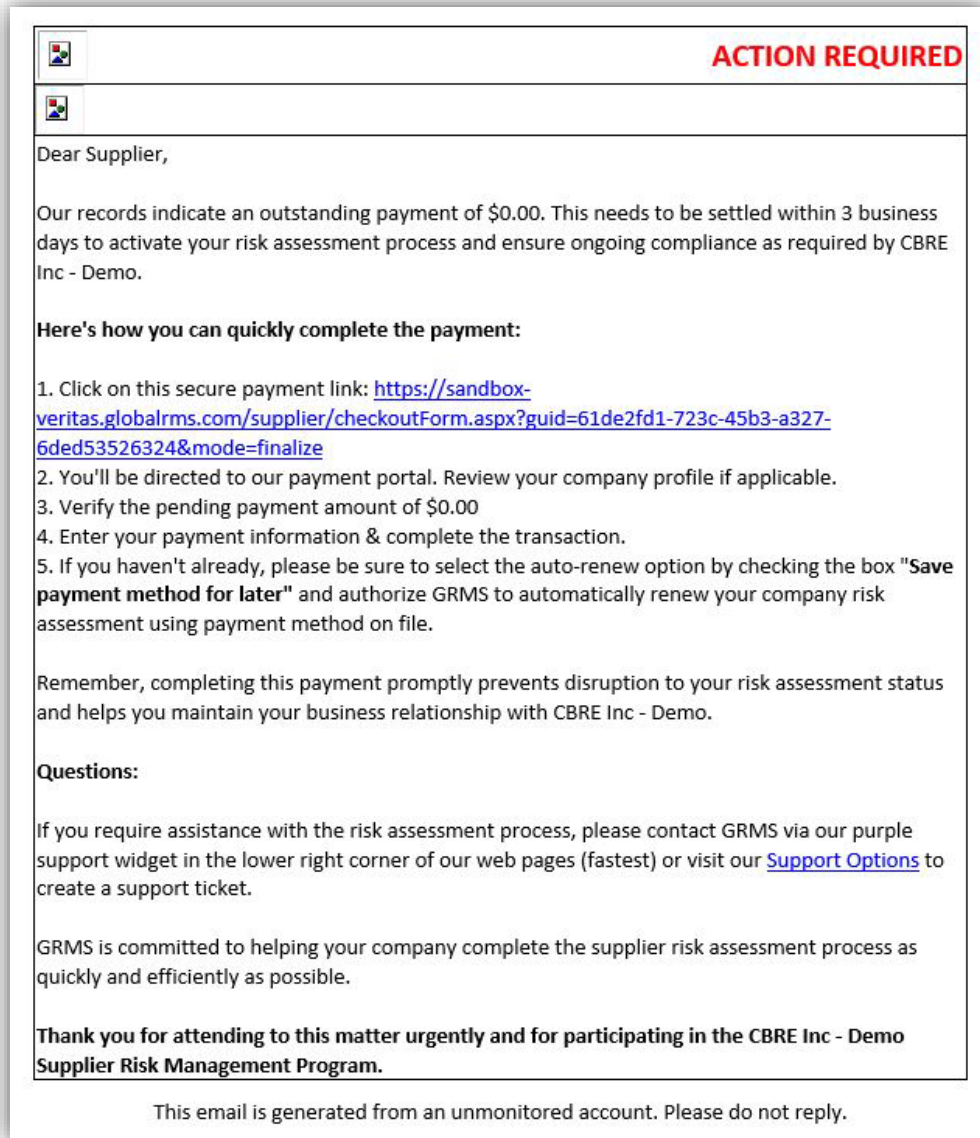 ACTION REQUIRED
Dear Supplier,
Our records indicate an outstanding payment of $0.00. This needs to be settled within 3 business
days to activate your risk assessment process and ensure ongoing compliance as required by CBRE
Inc - Demo.
Here's how you can quickly complete the payment:
1. Click on this secure payment link: https://sandbox-
veritas.globalrms.com/supplier/checkoutForm.aspx?guid=61de2fd1-723c-45b3-a327-
6ded53526324&mode=finalize
2. You'll be directed to our payment portal. Review your company profile if applicable.
3. Verify the pending payment amount of $0.00
4. Enter your payment information & complete the transaction.
5. If you haven't already, please be sure to select the auto-renew option by checking the box "Save
payment method for later" and authorize GRMS to automatically renew your company risk
assessment using payment method on file.
Remember, completing this payment promptly prevents disruption to your risk assessment status
and helps you maintain your business relationship with CBRE Inc - Demo.
Questions:
If you require assistance with the risk assessment process, please contact GRMS via our purple
support widget in the lower right corner of our web pages (fastest) or visit our Support Options to
create a support ticket.
GRMS is committed to helping your company complete the supplier risk assessment process as
quickly and efficiently as possible.
Thank you for attending to this matter urgently and for participating in the CBRE Inc - Demo
Supplier Risk Management Program.
This email is generated from an unmonitored account. Please do not reply.